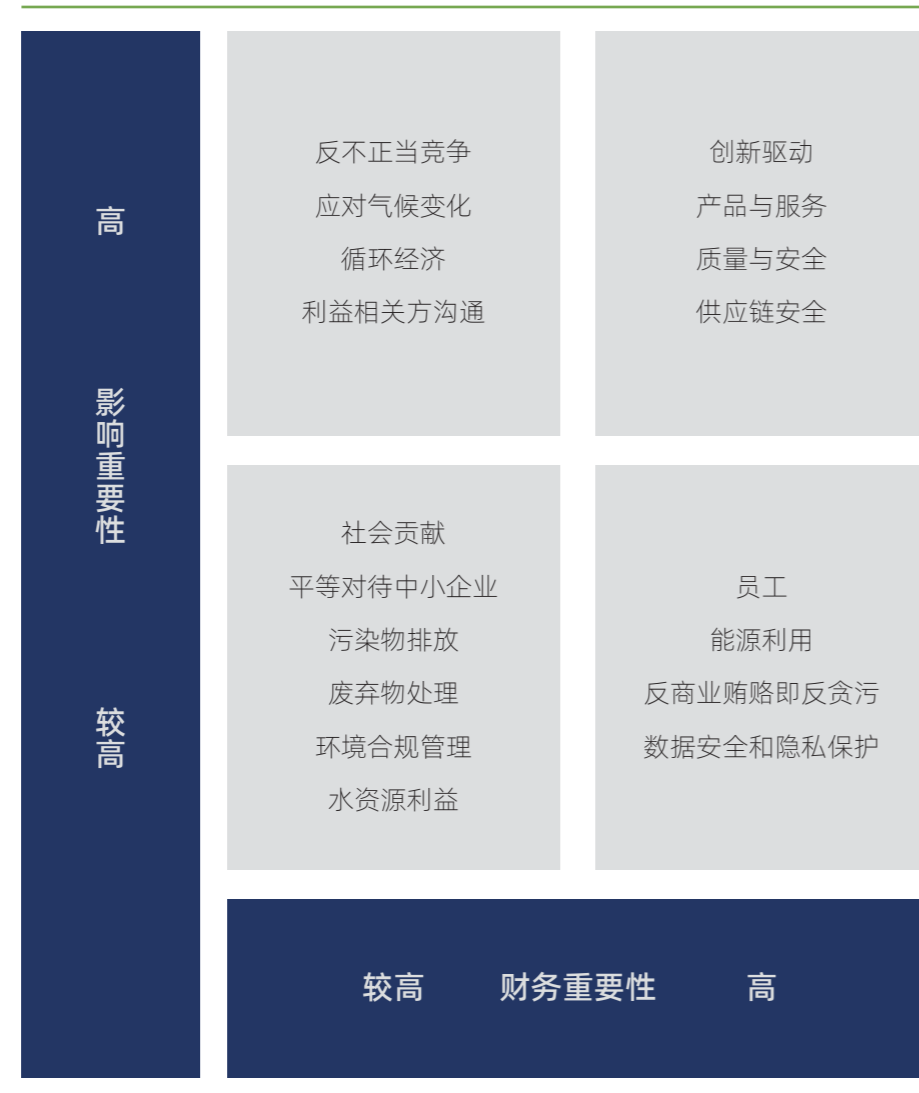 高
影响重要性
较高
反不正当竞争
应对气候变化
循环经济
利益相关方沟通
创新驱动
产品与服务
质量与安全
供应链安全
社会贡献
平等对待中小企业
污染物排放
废弃物处理
环境合规管理
水资源利益
员工
能源利用
反商业贿赂即反贪污
数据安全和隐私保护
较高 财务重要性 高